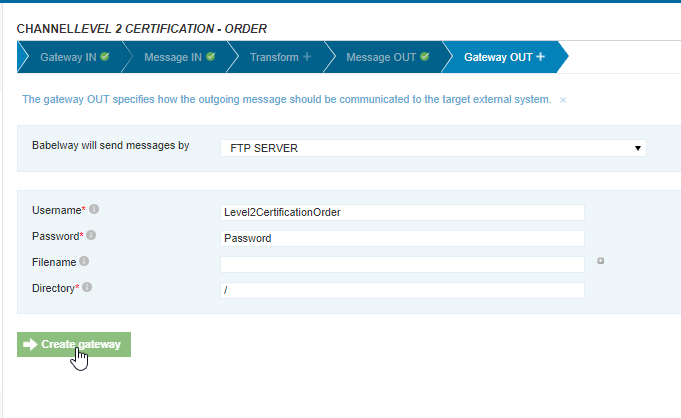 CHANNELLEVEL 2 CERTIFICATION - ORDER
Gateway IN Message IN Transform + Message OUT Gateway OUT +
The gateway OUT specifies how the outgoing message should be communicated to the target external system. ×
Babelway will send messages by FTP SERVER
Username* Level2CertificationOrder
Password* Password
Filename
Directory* /
Create gateway